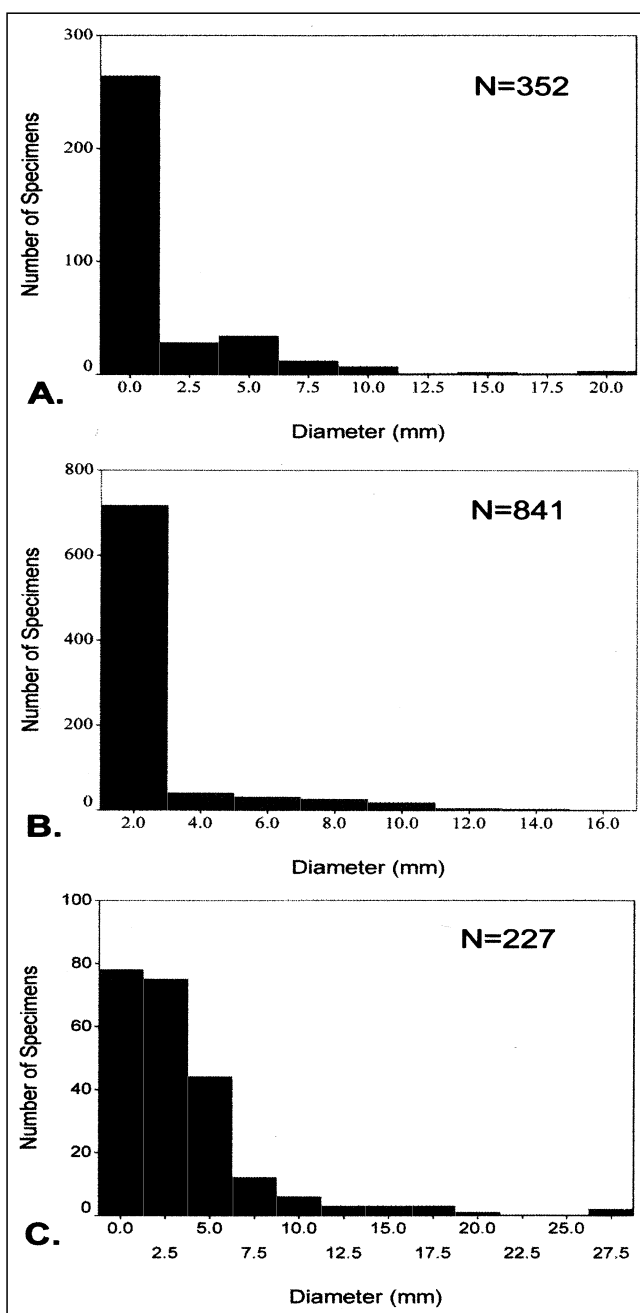 300
N=352
200
Number of Specimens
100
0
0.0 2.5 5.0 7.5 10.0 12.5 15.0 17.5 20.0
A.
Diameter (mm)
800
N=841
600
Number of Specimens
400
200
0
2.0 4.0 6.0 8.0 10.0 12.0 14.0 16.0
B.
Diameter (mm)
100
N=227
80
Number of Specimens
60
40
20
0
0.0 5.0 10.0 15.0 20.0 25.0
C.
2.5 7.5 12.5 17.5 22.5 27.5
Diameter (mm)